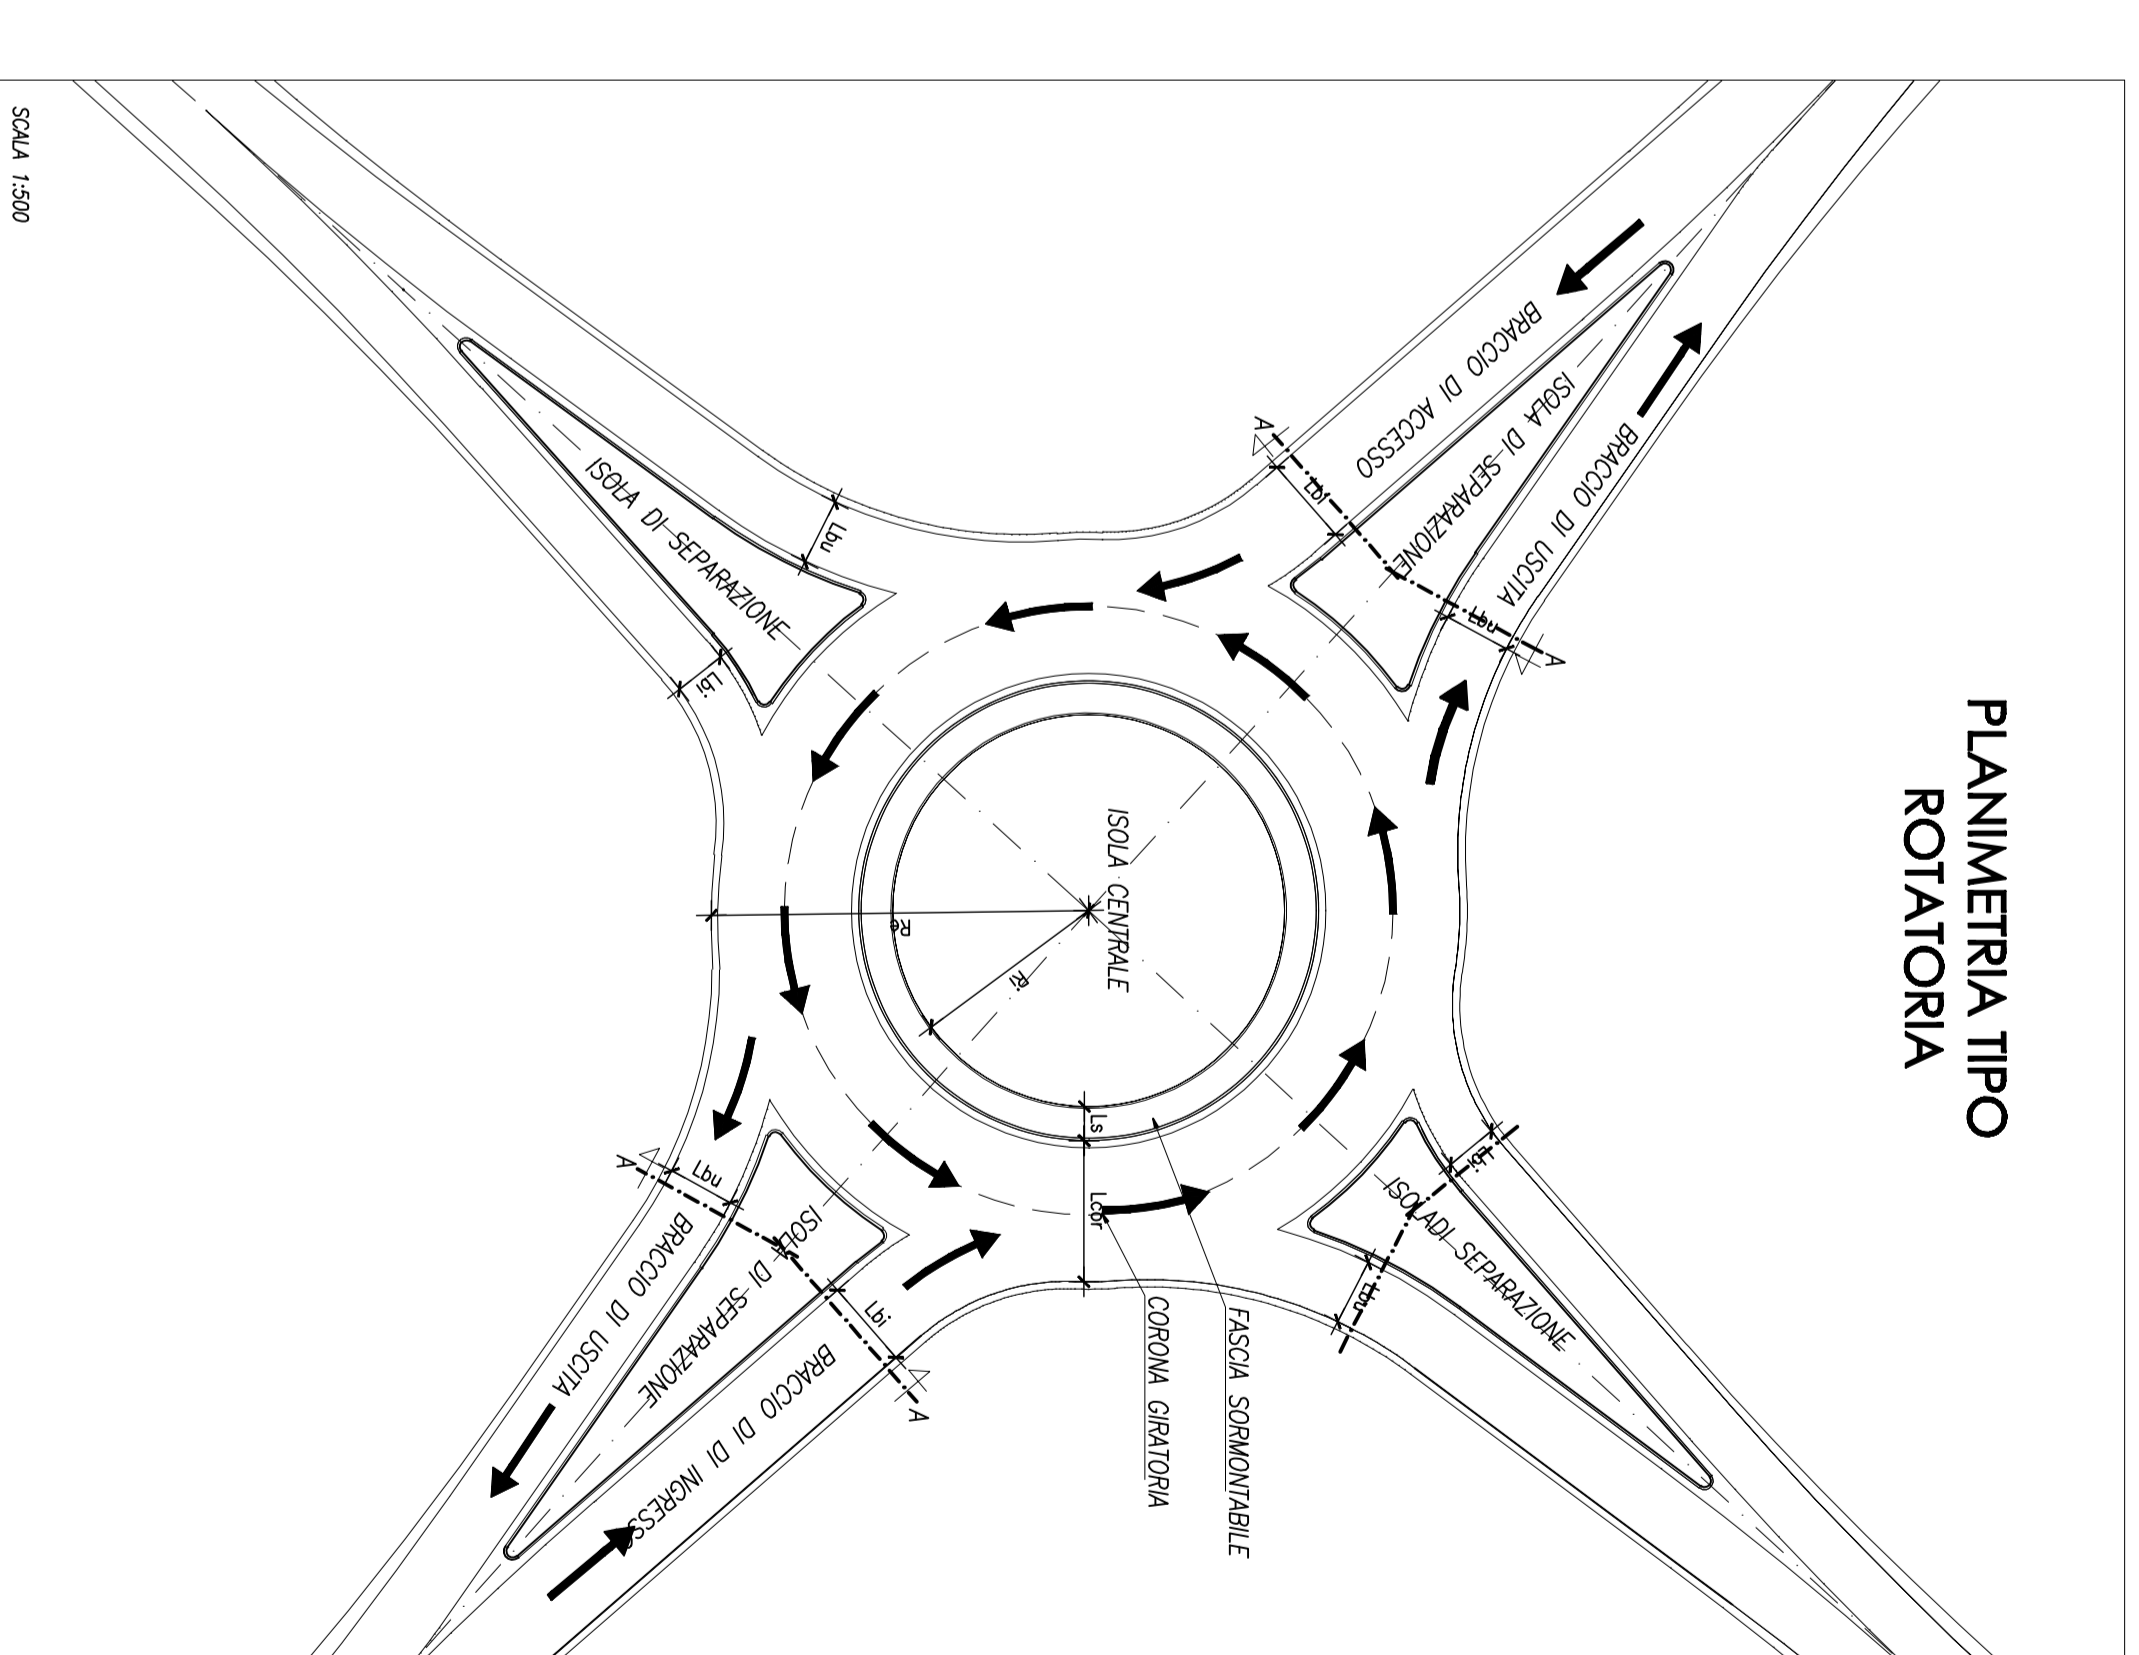 PLANIMETRIA TIPO
ROTATORIA
BRACCIO DI ACCESSO
ISOLA DI SEPARAZIONE
BRACCIO DI USCITA
A
Lbi
Lbu
A
ISOLA DI SEPARAZIONE
Lbu
Lbi
ISOLA CENTRALE
Re
Ri
Ls
Lcor
FASCIA SORMONTABILE
CORONA GIRATORIA
Lbi
ISOLADI SEPARAZIONE
Lbu
A
Lbu
BRACCIO DI USCITA
ISOLA DI SEPARAZIONE
Lbi
BRACCIO DI DI INGRESSO
A
SCALA 1:500